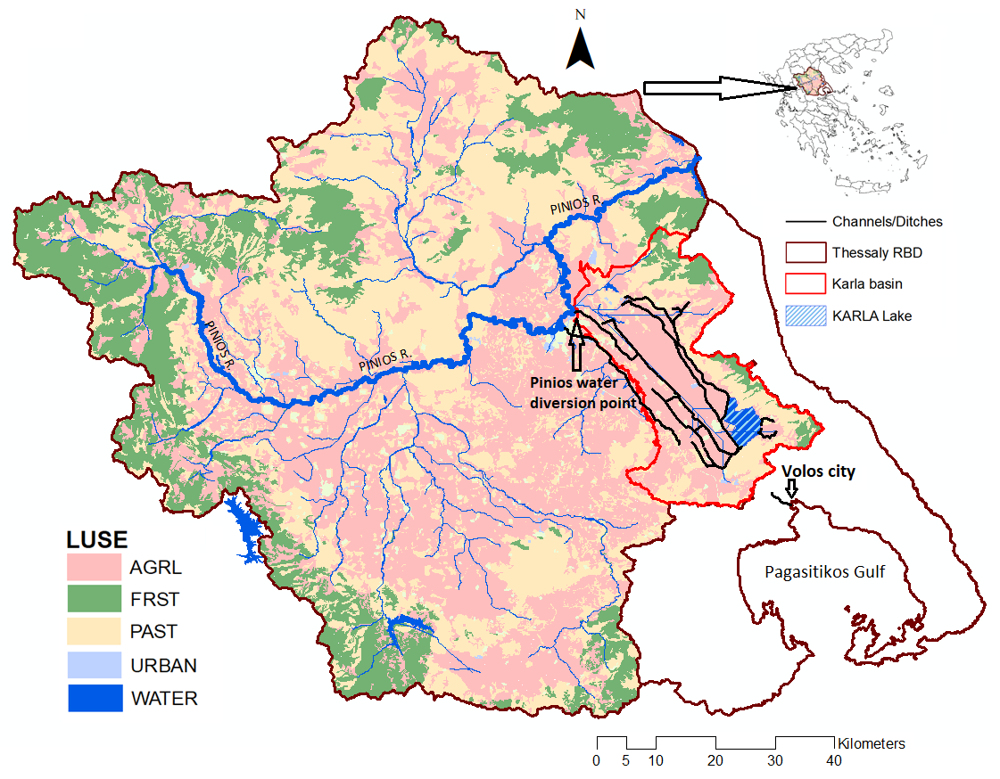 N
PINIOS R.
Channels/Ditches
Thessaly RBD
Karla basin
KARLA Lake
PINIOS R.
PINIOS R.
Pinios water
diversion point
Volos city
Pagasitikos Gulf
LUSE
AGRL
FRST
PAST
URBAN
WATER
Kilometers
0 5 10 20 30 40